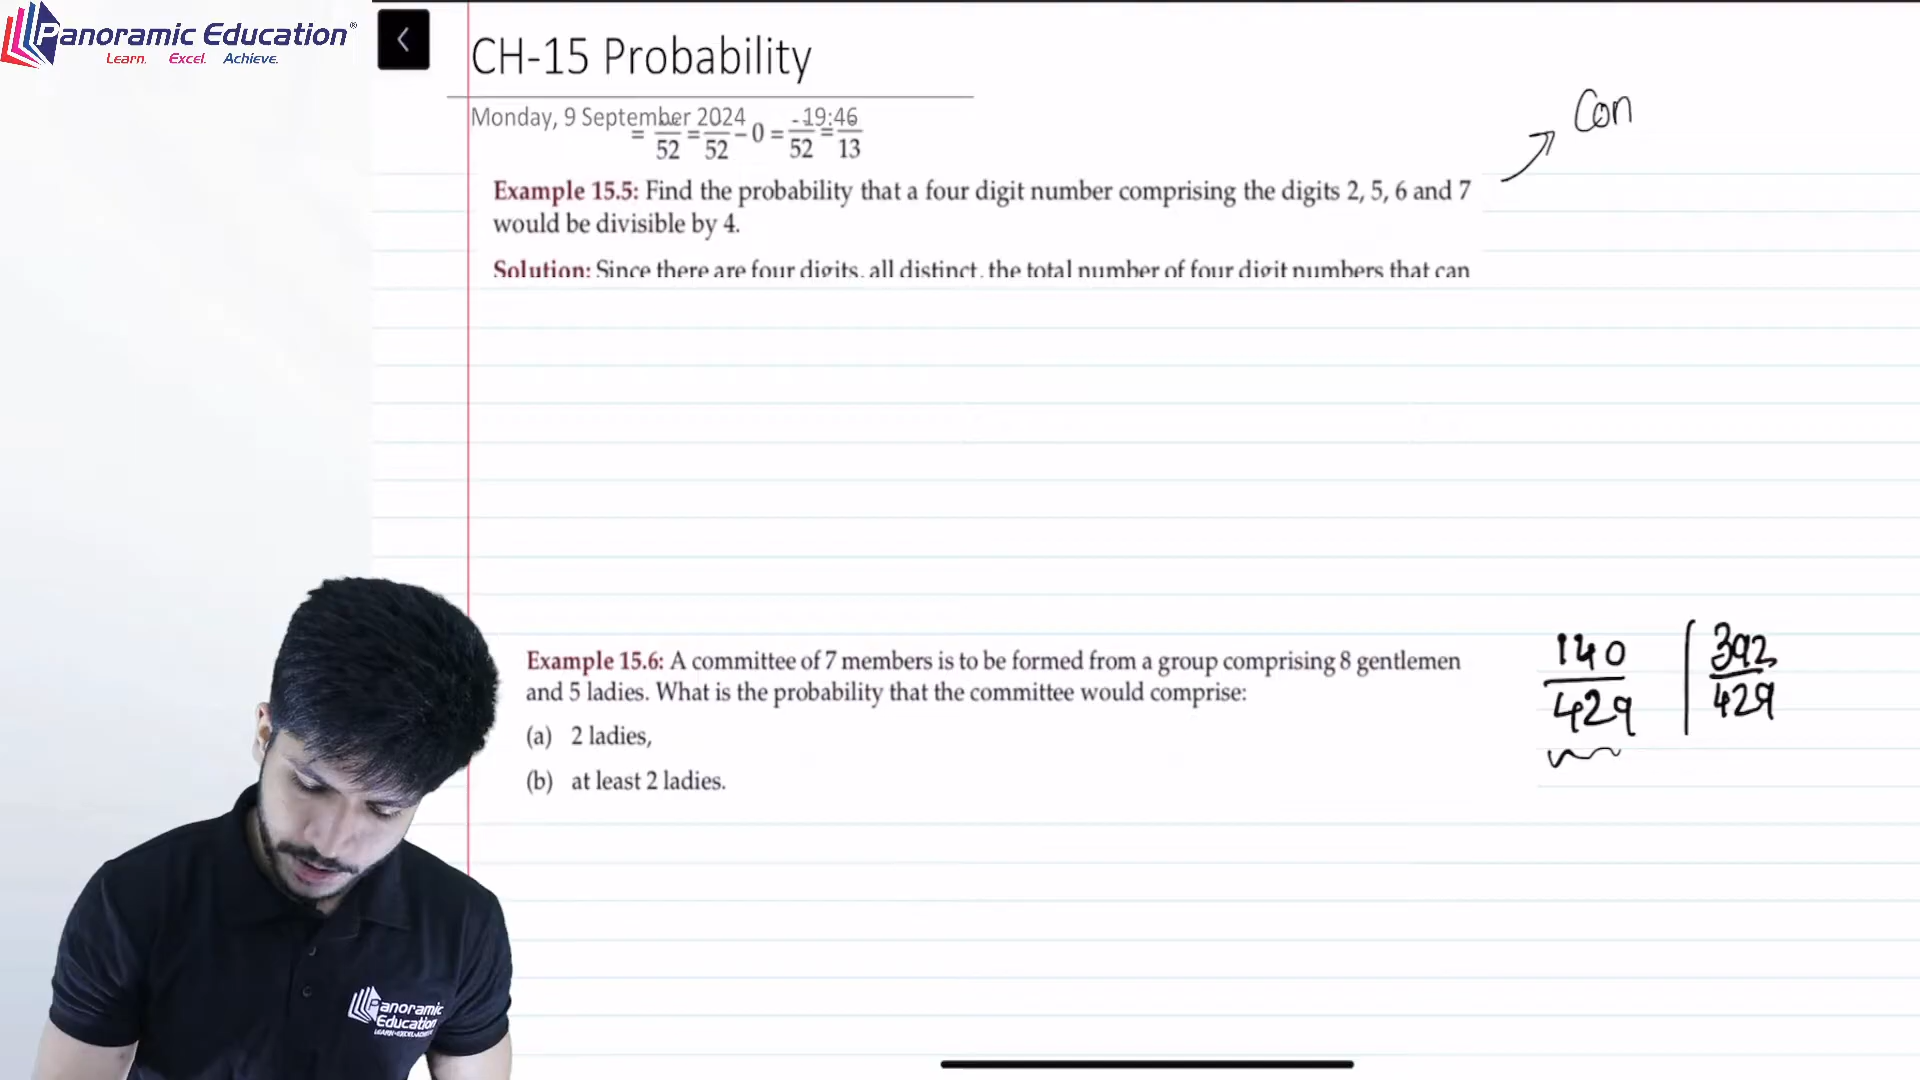 Panoramic Education®
Learn. Excel. Achieve.
CH-15 Probability
Monday, 9 September 2024 19:46
= /52 = /52 - 0 = /52 = /13
Con
Example 15.5: Find the probability that a four digit number comprising the digits 2, 5, 6 and 7
would be divisible by 4.
Solution: Since there are four digits, all distinct, the total number of four digit numbers that can
Example 15.6: A committee of 7 members is to be formed from a group comprising 8 gentlemen
and 5 ladies. What is the probability that the committee would comprise:
(a) 2 ladies,
(b) at least 2 ladies.
140 392
429 429
Panoramic
Education
LEARN•EXCEL•ACHIEVE